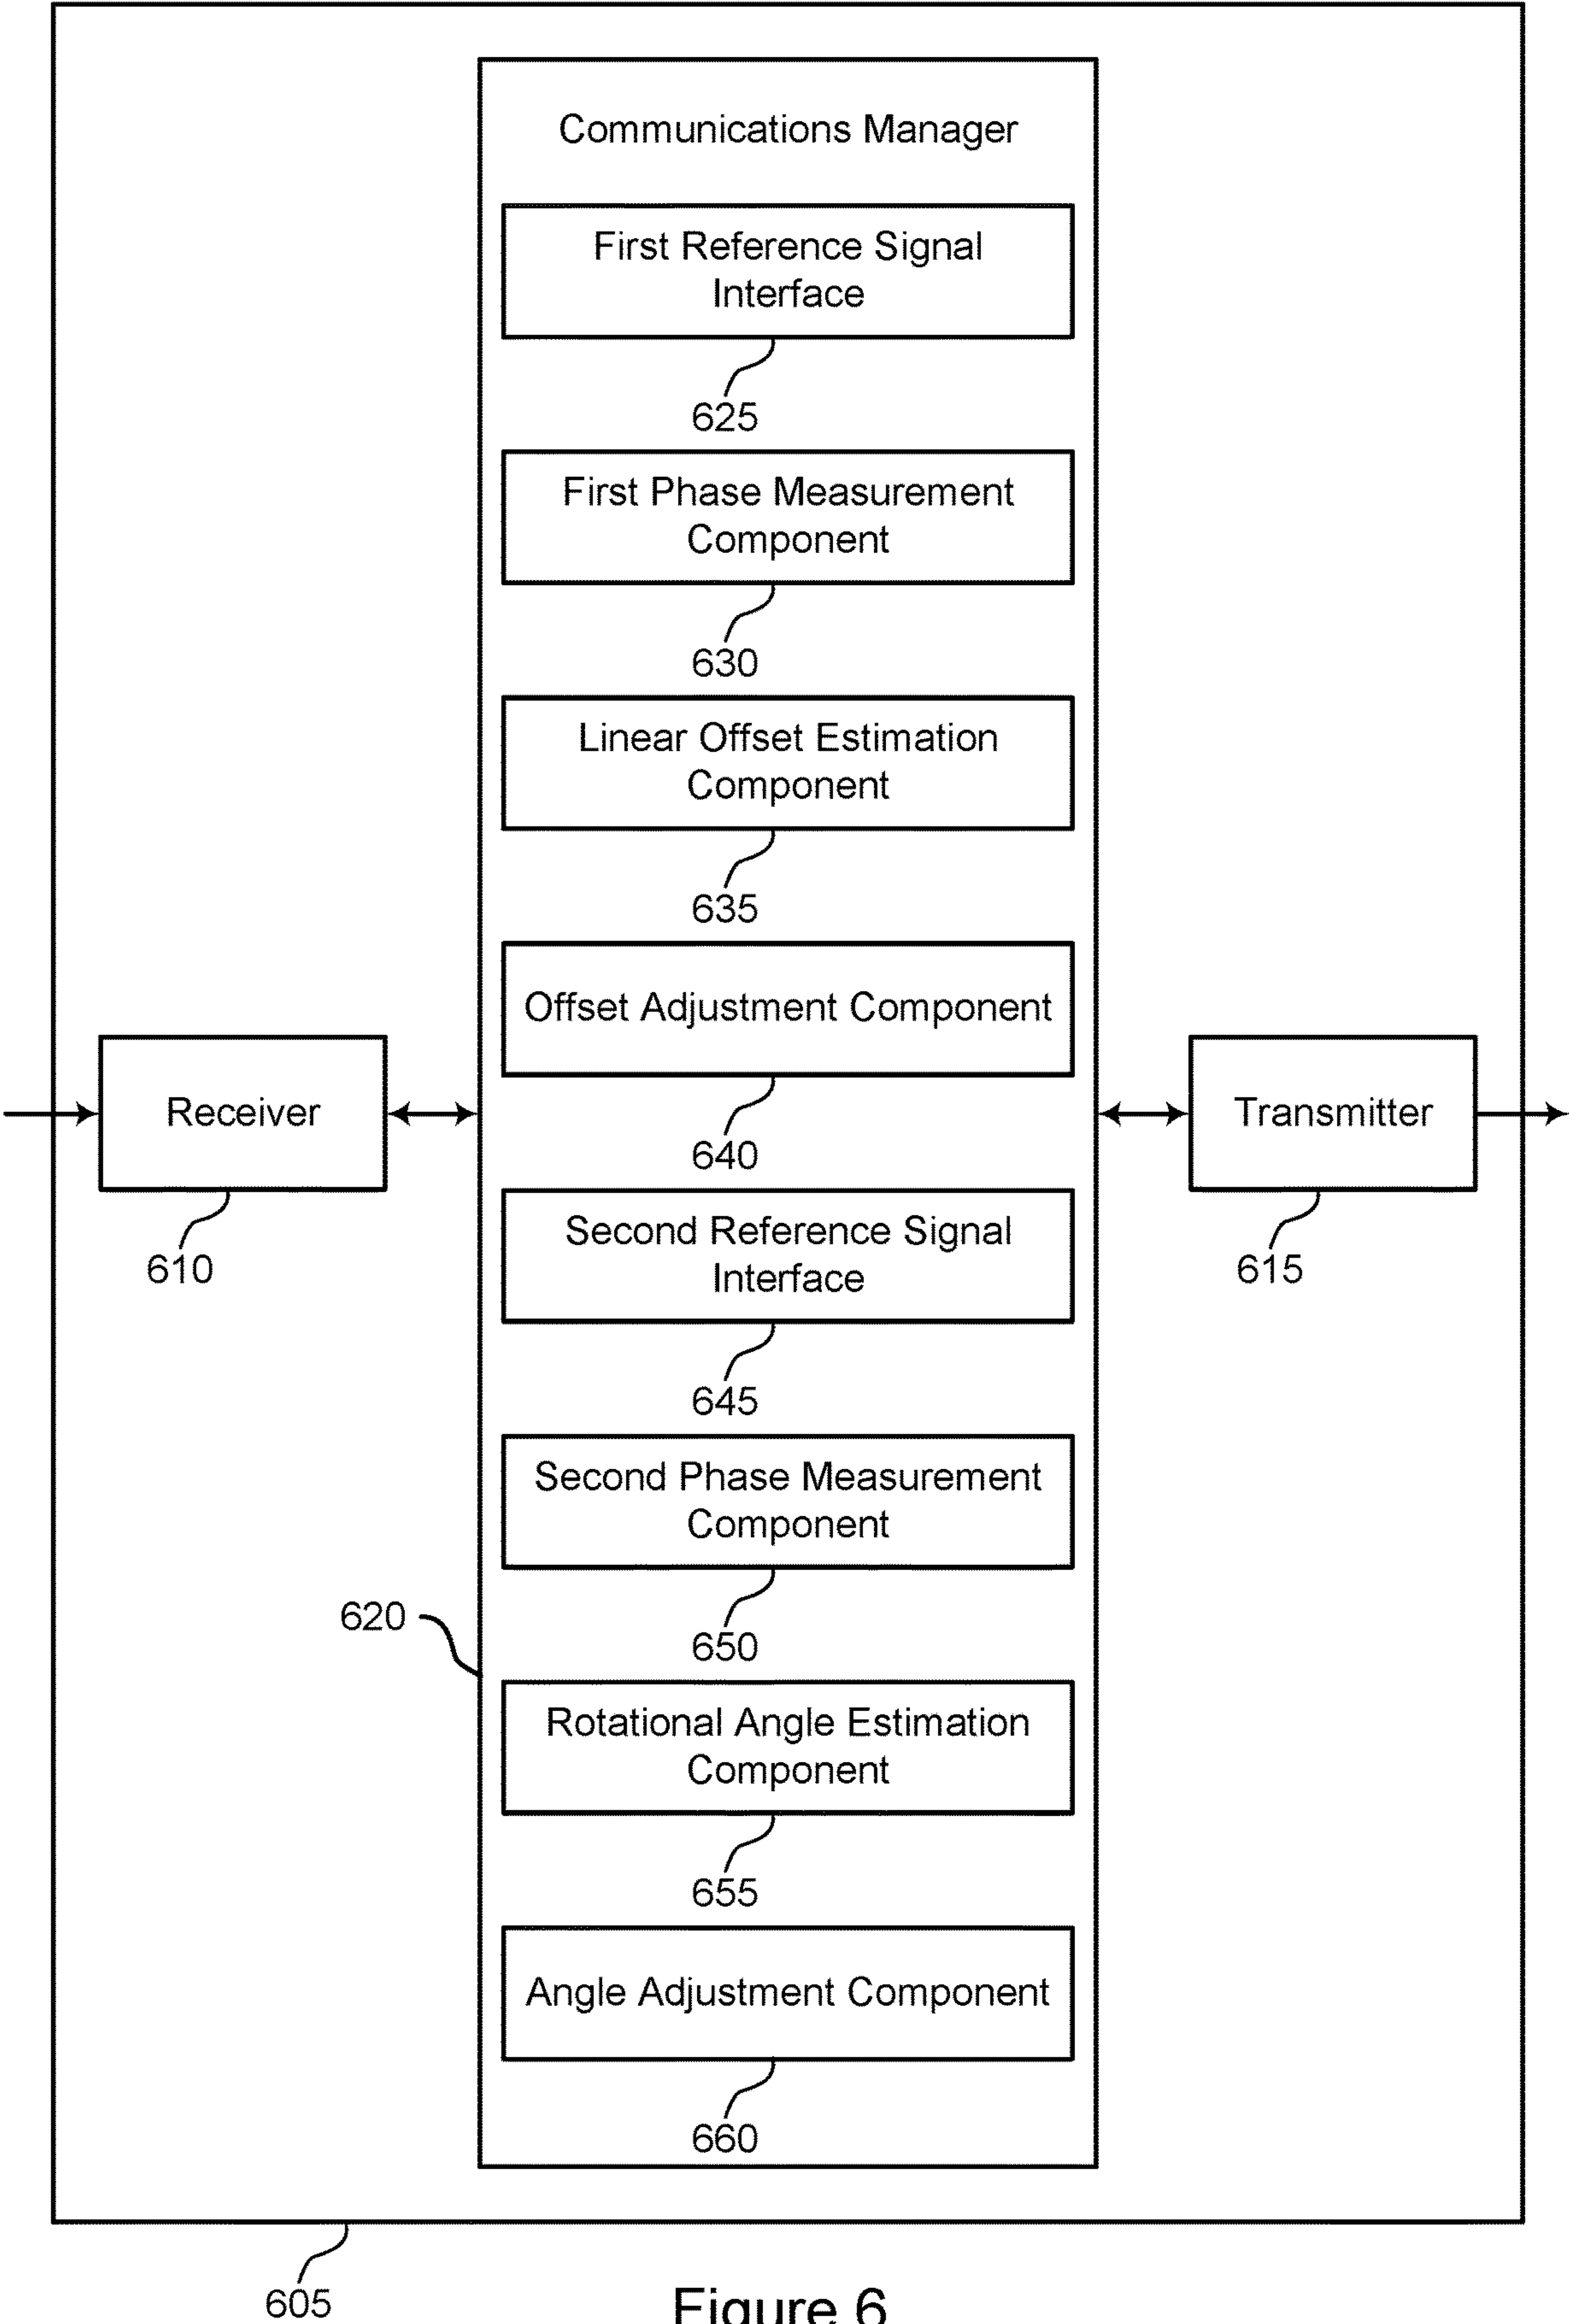 Communications Manager
First Reference Signal
Interface
625
First Phase Measurement
Component
630
Linear Offset Estimation
Component
635
Offset Adjustment Component
640
Receiver
610
Transmitter
615
Second Reference Signal
Interface
645
Second Phase Measurement
Component
650
620
Rotational Angle Estimation
Component
655
Angle Adjustment Component
660
605
Figure 6